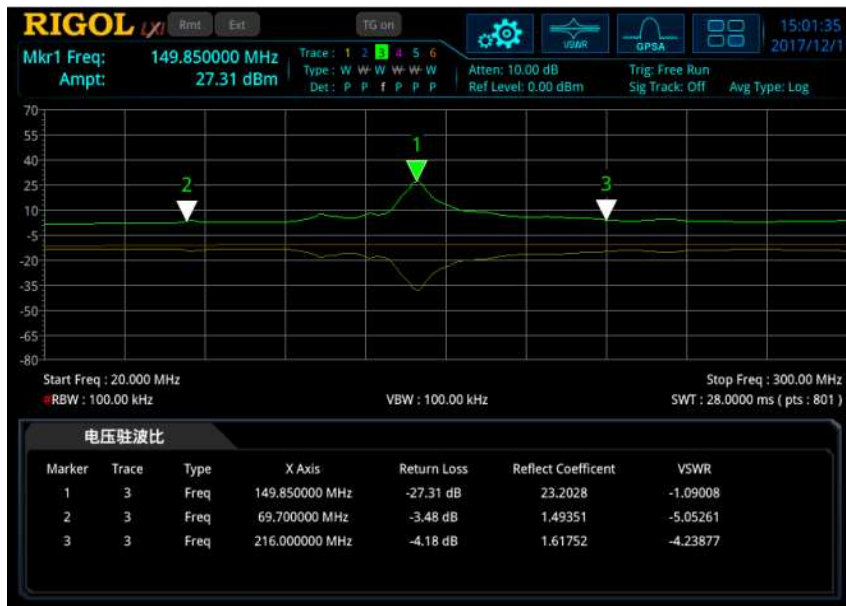 RIGOL LXI Rmt Ext TG on VSWR GPSA 15:01:35
2017/12/1
Mkr1 Freq: 149.850000 MHz
Ampt: 27.31 dBm
Trace: 1 2 3 4 5 6
Type: W W W W W W
Det: P P f P P P
Atten: 10.00 dB
Ref Level: 0.00 dBm
Trig: Free Run
Sig Track: Off Avg Type: Log
70
55
40
25
10
-5
-20
-35
-50
-65
-80
2
1
3
Start Freq : 20.000 MHz Stop Freq : 300.00 MHz
#RBW : 100.00 kHz VBW : 100.00 kHz SWT : 28.0000 ms ( pts : 801 )
电压驻波比
Marker Trace Type X Axis Return Loss Reflect Coefficent VSWR
1 3 Freq 149.850000 MHz -27.31 dB 23.2028 -1.09008
2 3 Freq 69.700000 MHz -3.48 dB 1.49351 -5.05261
3 3 Freq 216.000000 MHz -4.18 dB 1.61752 -4.23877